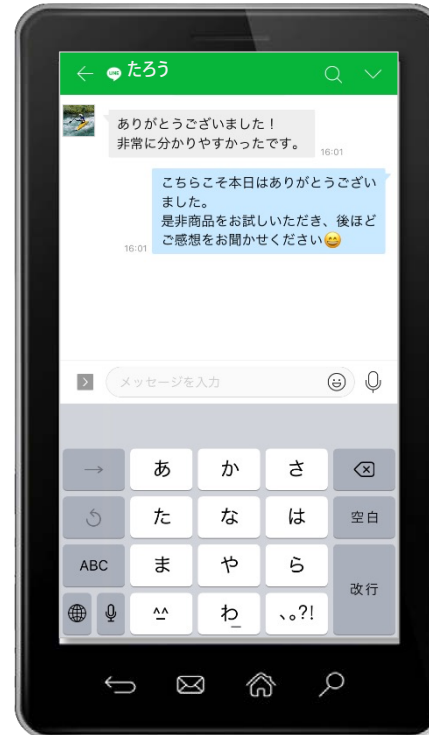 LINE たろう
ありがとうございました！
非常に分かりやすかったです。
16:01
こちらこそ本日はありがとうござい
ました。
是非商品をお試しいただき、後ほど
ご感想をお聞かせください😄
16:01
メッセージを入力
→ あ か さ
た な は 空白
ABC ま や ら
改行
^^ わ_ 、。?!